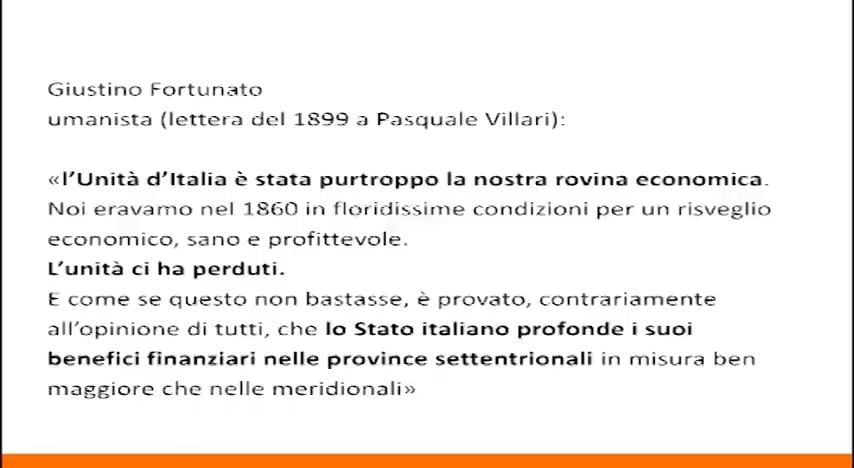 Giustino Fortunato
umanista (lettera del 1899 a Pasquale Villari):
«l’Unità d’Italia è stata purtroppo la nostra rovina economica.
Noi eravamo nel 1860 in floridissime condizioni per un risveglio
economico, sano e profittevole.
L’unità ci ha perduti.
E come se questo non bastasse, è provato, contrariamente
all’opinione di tutti, che lo Stato italiano profonde i suoi
benefici finanziari nelle province settentrionali in misura ben
maggiore che nelle meridionali»